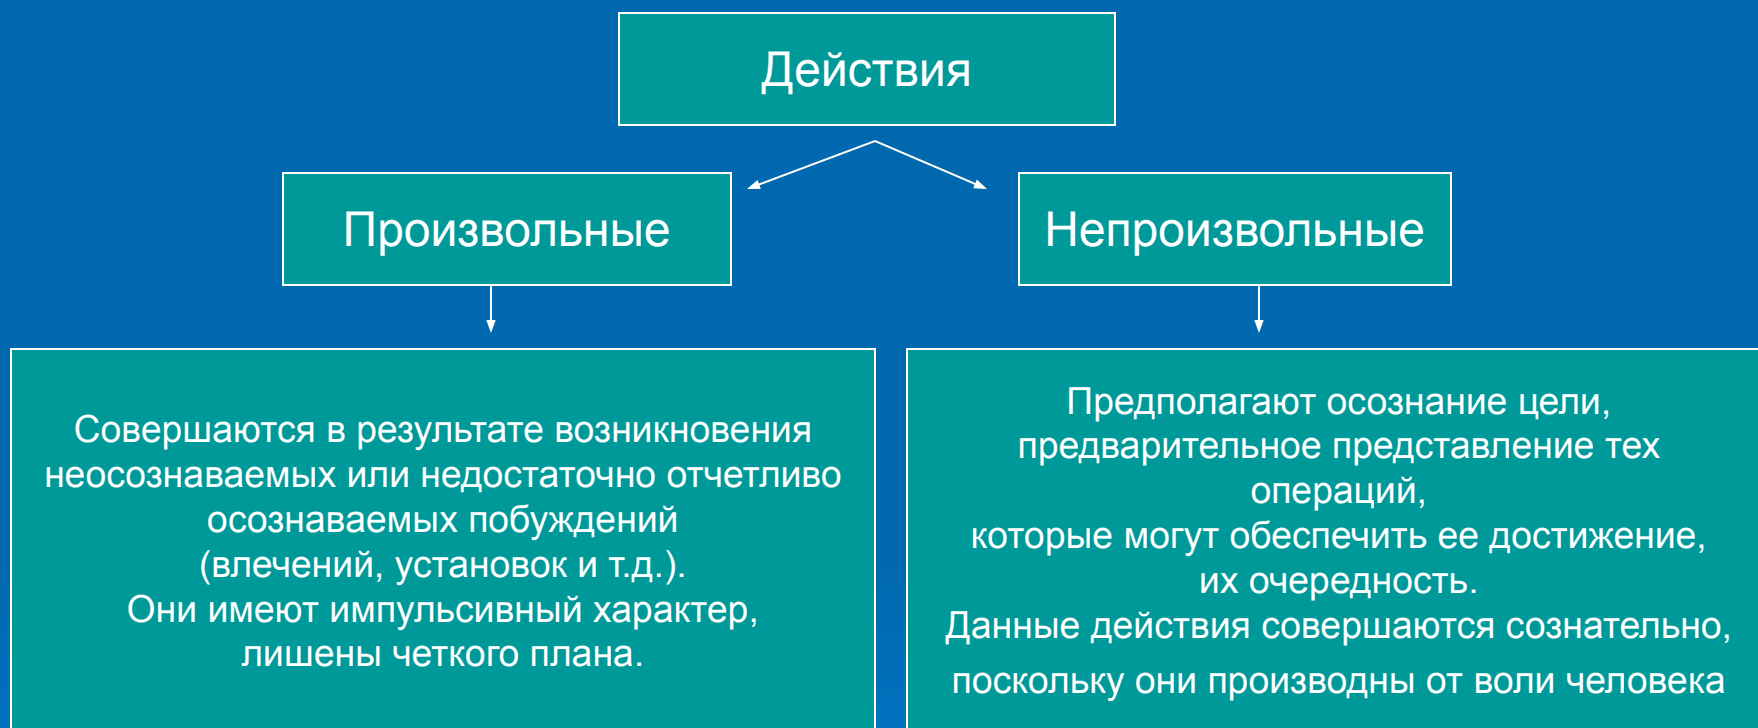 Действия
Произвольные
Непроизвольные
Совершаются в результате возникновения
неосознаваемых или недостаточно отчетливо
осознаваемых побуждений
(влечений, установок и т.д.).
Они имеют импульсивный характер,
лишены четкого плана.
Предполагают осознание цели,
предварительное представление тех
операций,
которые могут обеспечить ее достижение,
их очередность.
Данные действия совершаются сознательно,
поскольку они производны от воли человека